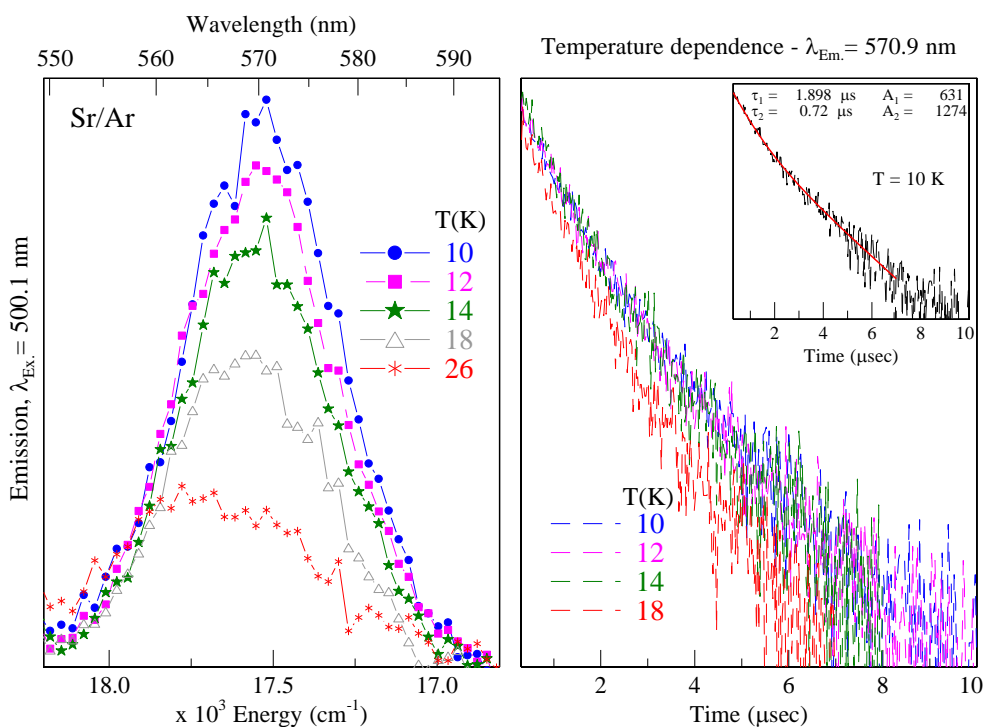 Wavelength (nm)
550 560 570 580 590
Sr/Ar
T(K)
10
12
14
18
26
Emission, λEx. = 500.1 nm
18.0 17.5 17.0
x 10³ Energy (cm⁻¹)
Temperature dependence - λEm. = 570.9 nm
τ₁ = 1.898 μs A₁ = 631
τ₂ = 0.72 μs A₂ = 1274
T = 10 K
2 4 6 8 10
Time (μsec)
T(K)
10
12
14
18
2 4 6 8 10
Time (μsec)